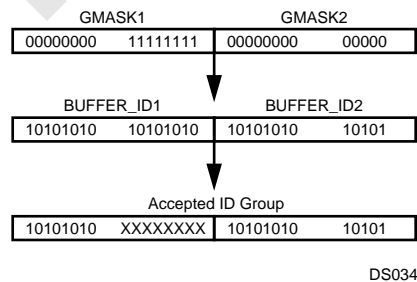 GMASK1 GMASK2
00000000 11111111 00000000 00000
BUFFER_ID1 BUFFER_ID2
10101010 10101010 10101010 10101
Accepted ID Group
10101010 XXXXXXXX 10101010 10101
DS034